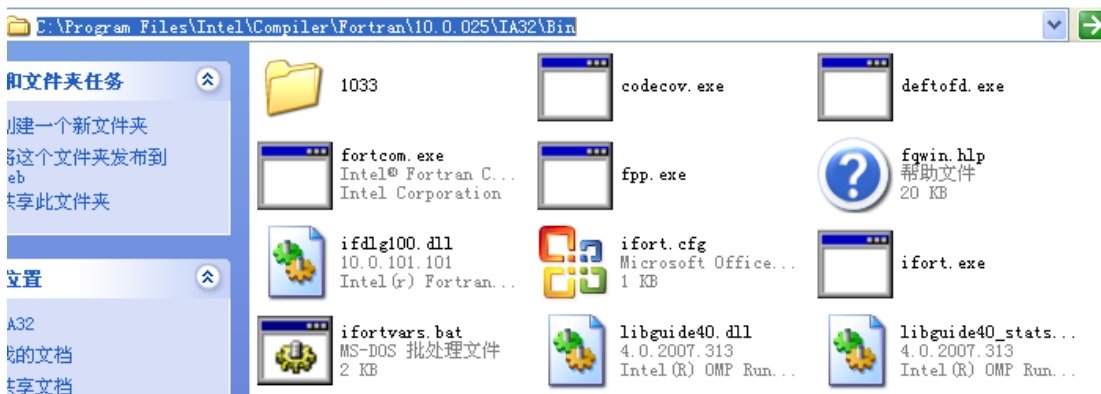 C:\Program Files\Intel\Compiler\Fortran\10.0.025\IA32\Bin
和文件夹任务
创建一个新文件夹
将这个文件夹发布到
eb
共享此文件夹
位置
A32
我的文档
共享文档
1033
codecov.exe
deftofd.exe
fortcom.exe
Intel® Fortran C...
Intel Corporation
fpp.exe
fqwin.hlp
帮助文件
20 KB
ifdlg100.dll
10.0.101.101
Intel(r) Fortran...
ifort.cfg
Microsoft Office...
1 KB
ifort.exe
ifortvars.bat
MS-DOS 批处理文件
2 KB
libguide40.dll
4.0.2007.313
Intel(R) OMP Run...
libguide40_stats...
4.0.2007.313
Intel(R) OMP Run...